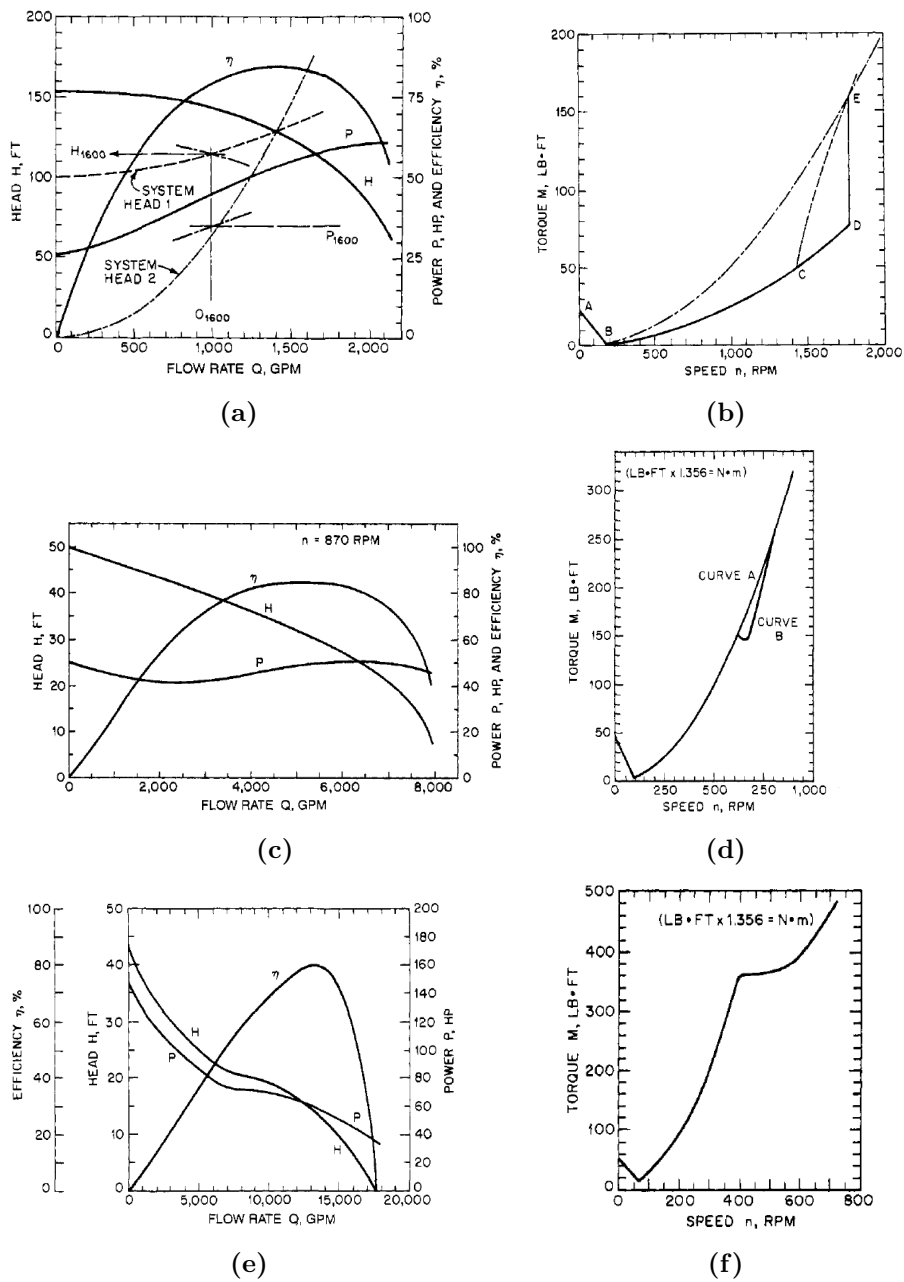 200
150
100
50
0
HEAD H, FT
100
75
50
25
0
POWER P, HP, AND EFFICIENCY η, %
η
P
H
H1600
SYSTEM
HEAD 1
P1600
SYSTEM
HEAD 2
Q1600
0
500
1,000
1,500
2,000
FLOW RATE Q, GPM
(a)
200
150
100
50
0
TORQUE M, LB•FT
A
B
C
D
E
500
1,000
1,500
2,000
SPEED n, RPM
(b)
n = 870 RPM
50
40
30
20
10
0
HEAD H, FT
100
80
60
40
20
0
POWER P, HP, AND EFFICIENCY η, %
η
H
P
0
2,000
4,000
6,000
8,000
FLOW RATE Q, GPM
(c)
(LB•FT x 1.356 = N•m)
300
250
200
150
100
50
0
TORQUE M, LB•FT
CURVE A
CURVE
B
0
250
500
250
1,000
SPEED n, RPM
(d)
100
80
60
40
20
0
EFFICIENCY η, %
50
40
30
20
10
0
HEAD H, FT
200
180
160
140
120
100
80
60
40
20
0
POWER P, HP
η
H
P
P
H
0
5,000
10,000
15,000
20,000
FLOW RATE Q, GPM
(e)
(LB•FT x 1.356 = N•m)
500
400
300
200
100
0
TORQUE M, LB•FT
0
200
400
600
800
SPEED n, RPM
(f)